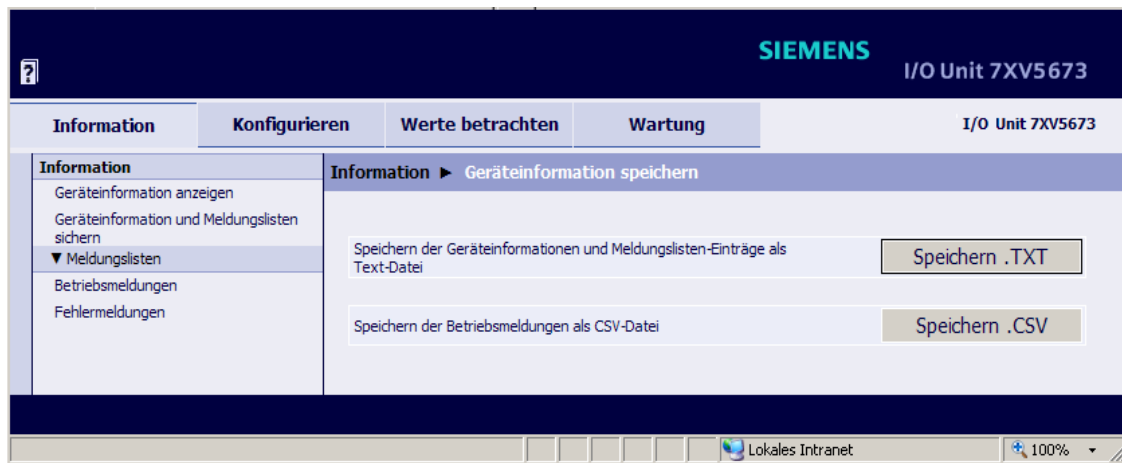 SIEMENS
I/O Unit 7XV5673
?
Information
Konfigurieren
Werte betrachten
Wartung
I/O Unit 7XV5673
Information
Geräteinformation anzeigen
Geräteinformation und Meldungslisten
sichern
▼ Meldungslisten
Betriebsmeldungen
Fehlermeldungen
Information ► Geräteinformation speichern
Speichern der Geräteinformationen und Meldungslisten-Einträge als
Text-Datei
Speichern .TXT
Speichern der Betriebsmeldungen als CSV-Datei
Speichern .CSV
Lokales Intranet
100%